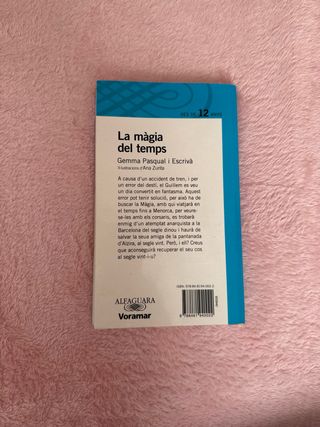 DES DE 12 ANYS
La màgia
del temps
Gemma Pasqual i Escrivà
Il·lustracions d'Ana Zurita
A causa d'un accident de tren, i per
un error del destí, el Guillem es veu
un dia convertit en fantasma. Aquest
error pot tenir solució, per això ha de
buscar la Màgia, amb qui viatjarà en
el temps fins a Menorca, per veure-
se-les amb els corsaris, es trobarà
enmig d'un atemptat anarquista a la
Barcelona del segle dinou i haurà de
salvar la seua amiga de la pantanada
d'Alzira, al segle vint. Però, i ell? Creus
que aconseguirà recuperar el seu cos
al segle vint-i-u?
ALFAGUARA
Voramar